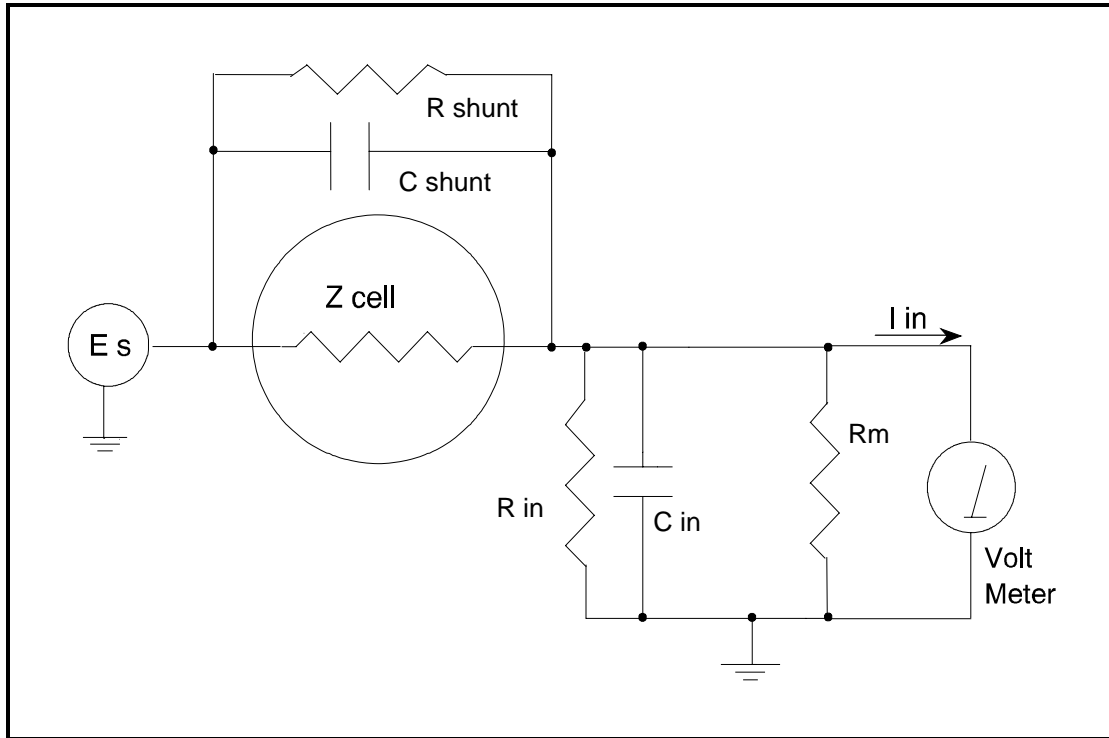 R shunt
C shunt
Z cell
E s
I in
Rm
R in
C in
Volt
Meter